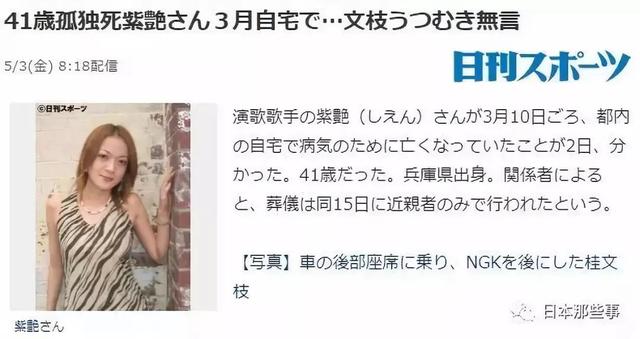 41歳孤独死紫艶さん３月自宅で…文枝うつむき無言
5/3(金) 8:18配信
日刊スポーツ
©日刊スポーツ
演歌歌手の紫艶（しえん）さんが3月10日ごろ、都内
の自宅で病気のために亡くなっていたことが2日、分
かった。41歳だった。兵庫県出身。関係者による
と、葬儀は同15日に近親者のみで行われたという。
【写真】車の後部座席に乗り、NGKを後にした桂文
枝
紫艶さん
日本那些事